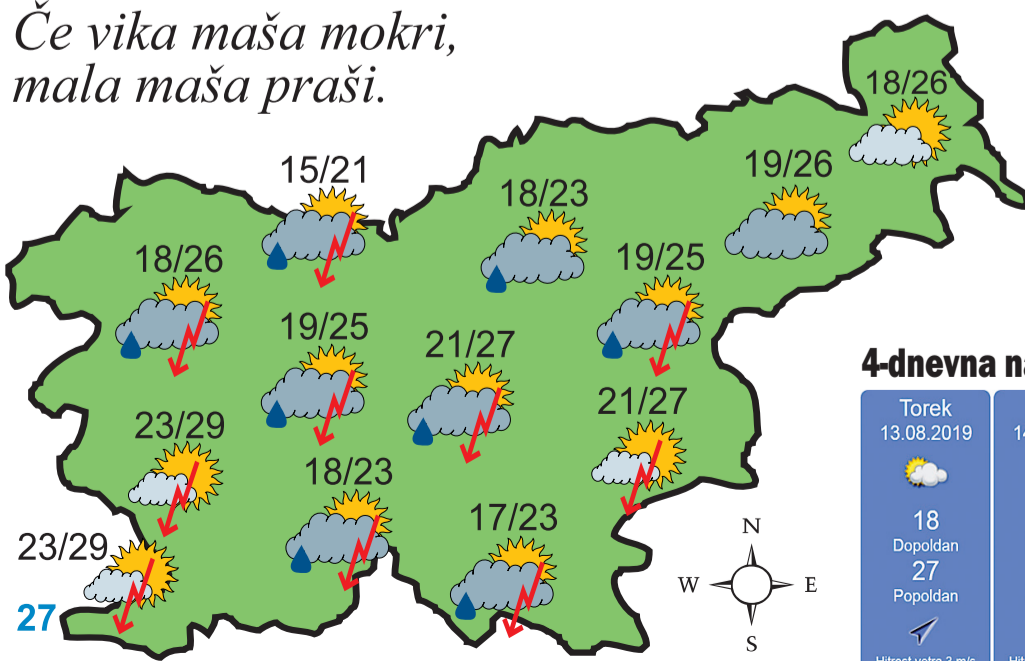 Če vika maša mokri,
mala maša praši.
18/26
19/26
15/21
18/23
18/26
19/25
19/25
21/27
21/27
23/29
18/23
17/23
23/29
27
N
W E
S
4-dnevna
Torek
13.08.2019
18
Dopoldan
27
Popoldan